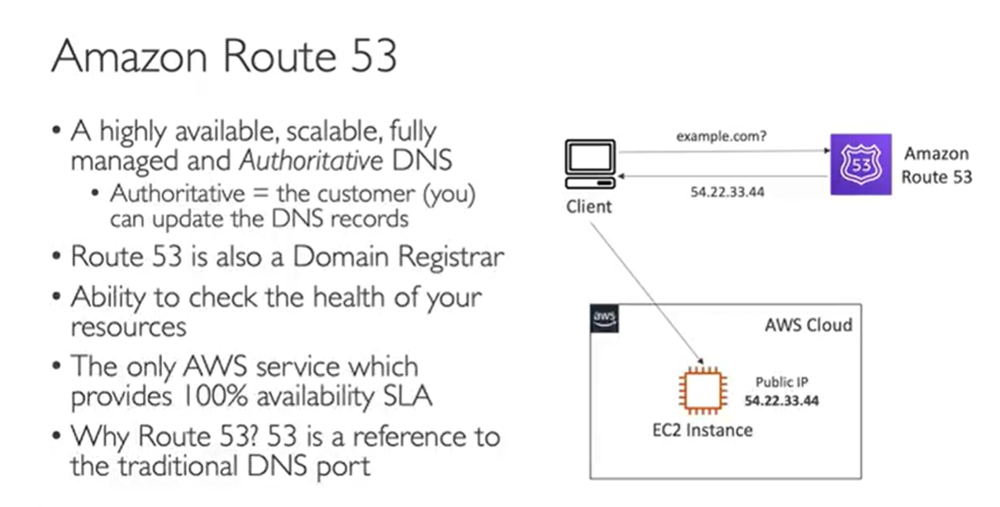 Amazon Route 53
• A highly available, scalable, fully
managed and Authoritative DNS
• Authoritative = the customer (you)
can update the DNS records
• Route 53 is also a Domain Registrar
• Ability to check the health of your
resources
• The only AWS service which
provides 100% availability SLA
• Why Route 53? 53 is a reference to
the traditional DNS port
example.com?
53
Amazon
Route 53
54.22.33.44
Client
aws
AWS Cloud
Public IP
54.22.33.44
EC2 Instance